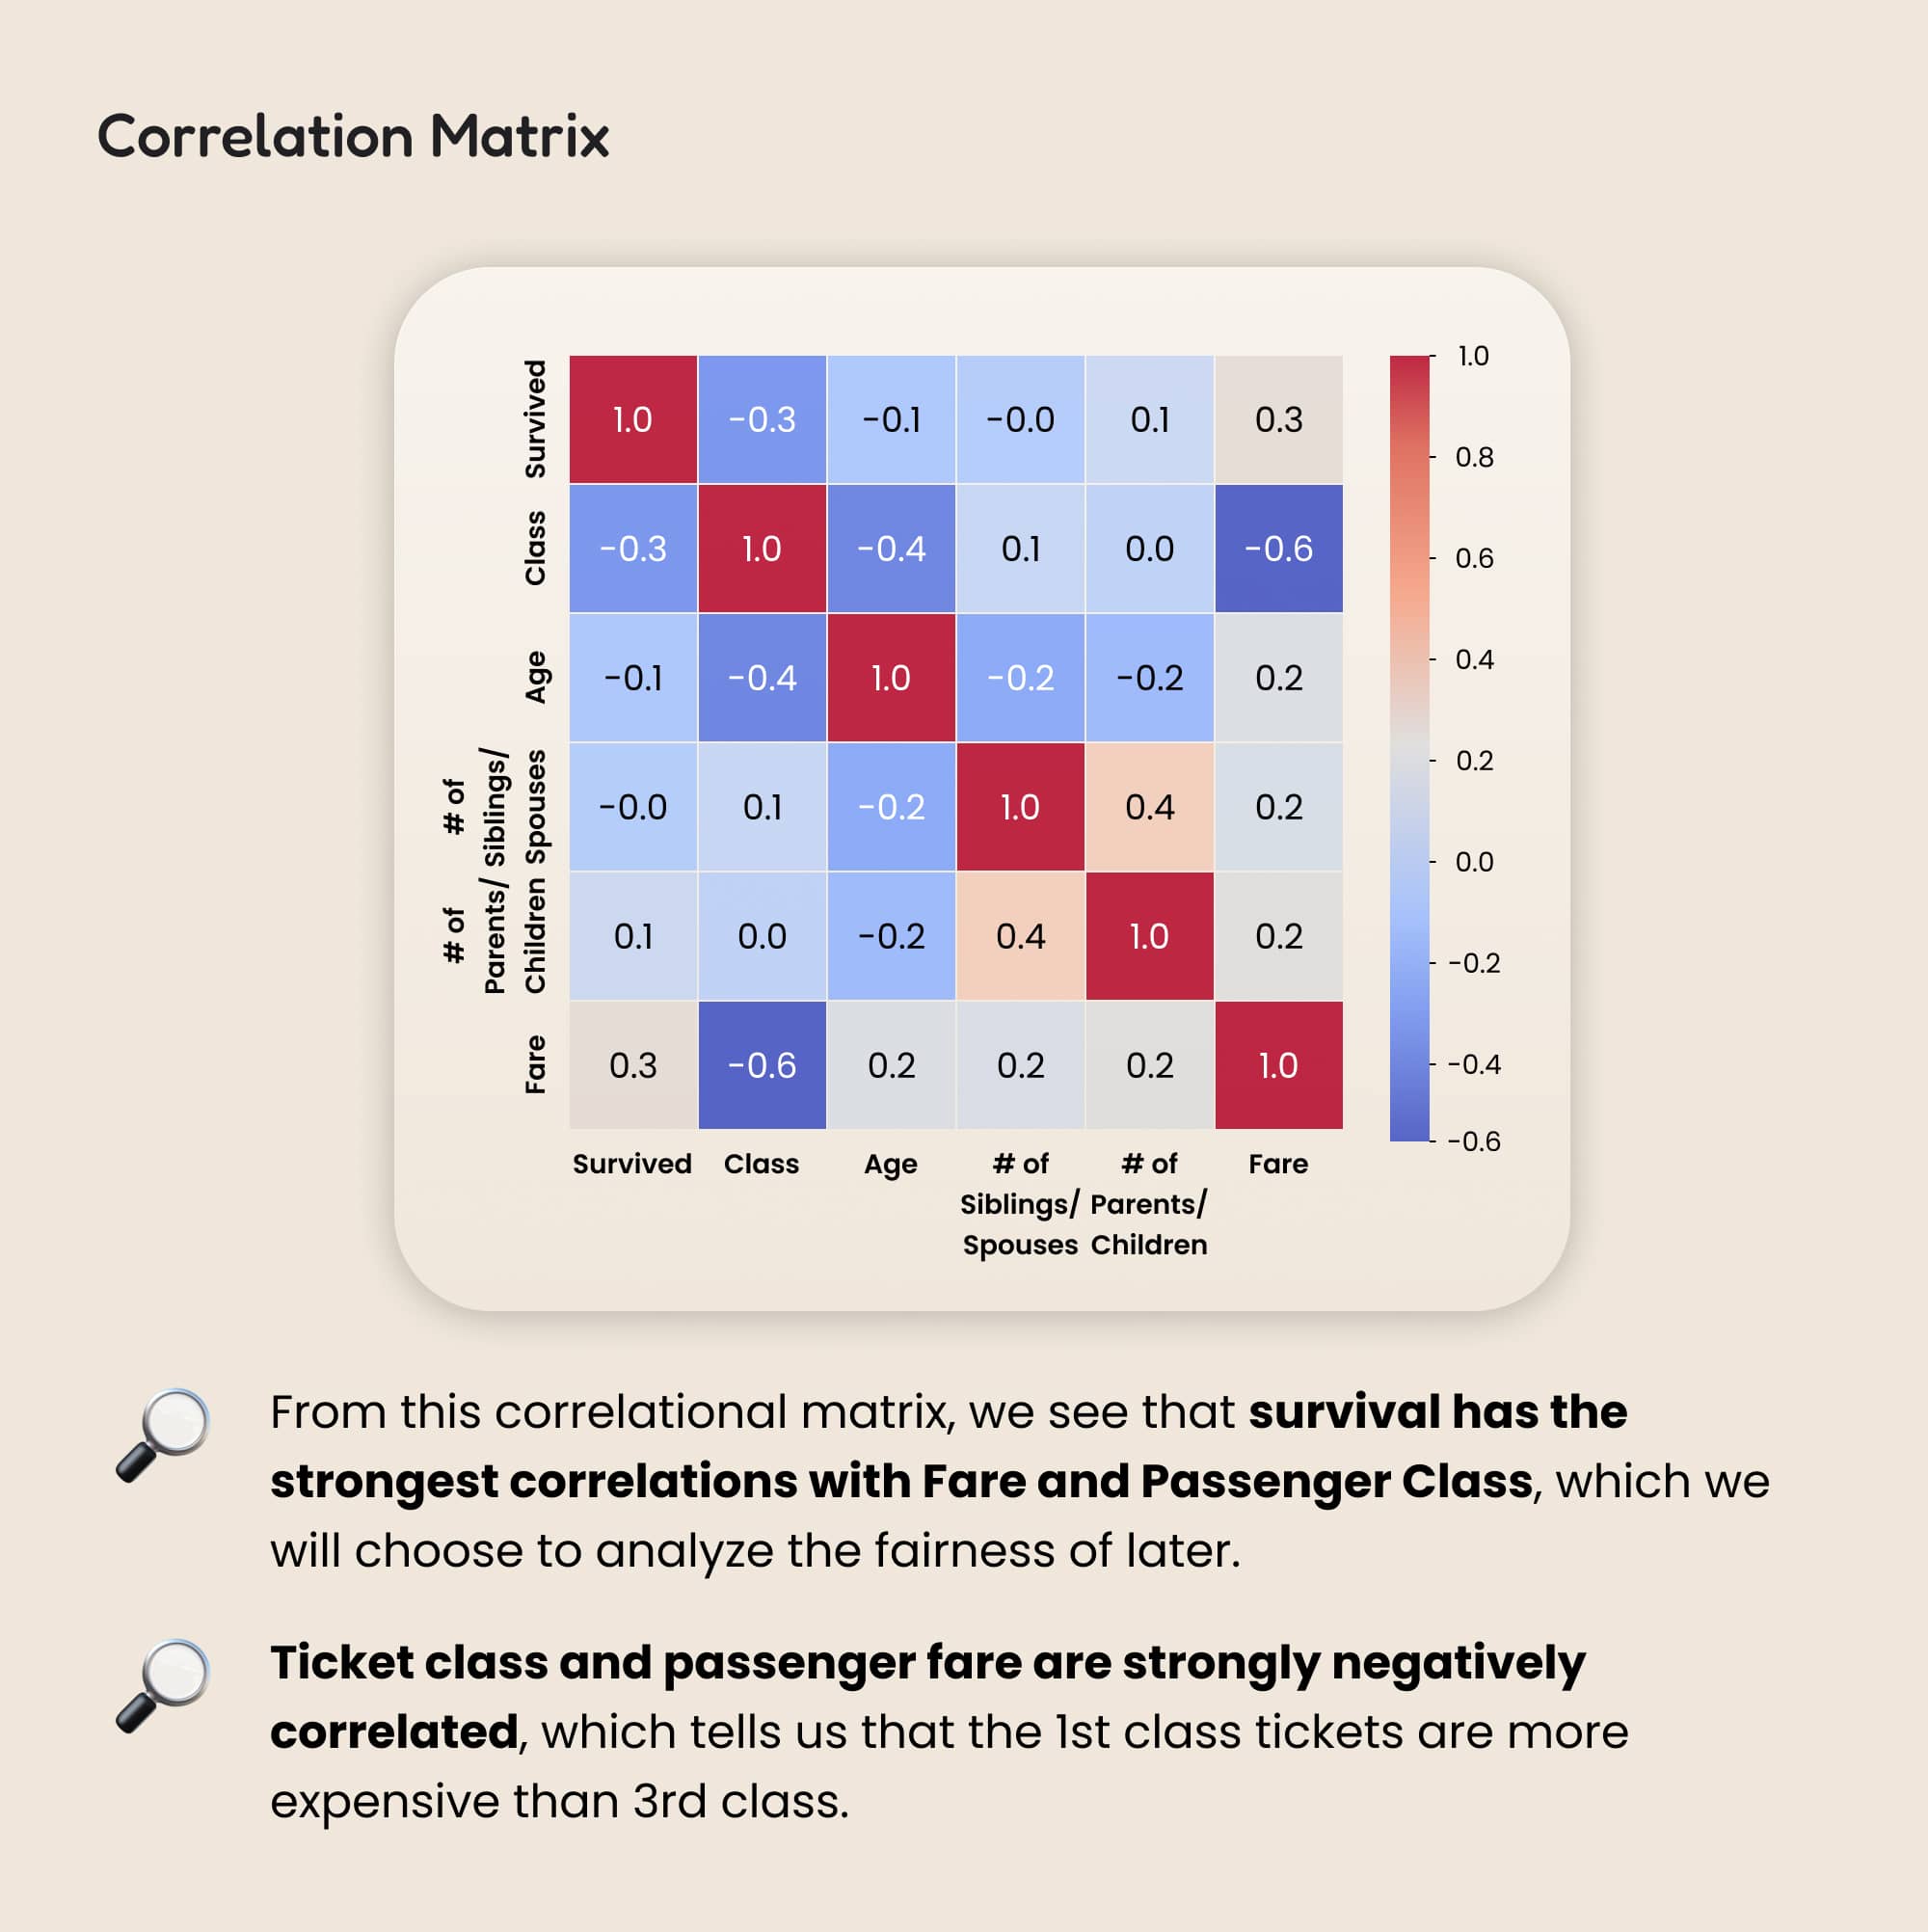 Correlation Matrix
Survived
1.0 -0.3 -0.1 -0.0 0.1 0.3
Class
-0.3 1.0 -0.4 0.1 0.0 -0.6
Age
-0.1 -0.4 1.0 -0.2 -0.2 0.2
# of
Siblings/
Spouses
-0.0 0.1 -0.2 1.0 0.4 0.2
# of
Parents/
Children
0.1 0.0 -0.2 0.4 1.0 0.2
Fare
0.3 -0.6 0.2 0.2 0.2 1.0
Survived Class Age # of # of Fare
Siblings/ Parents/
Spouses Children
1.0
0.8
0.6
0.4
0.2
0.0
-0.2
-0.4
-0.6
From this correlational matrix, we see that survival has the
strongest correlations with Fare and Passenger Class, which we
will choose to analyze the fairness of later.
Ticket class and passenger fare are strongly negatively
correlated, which tells us that the 1st class tickets are more
expensive than 3rd class.